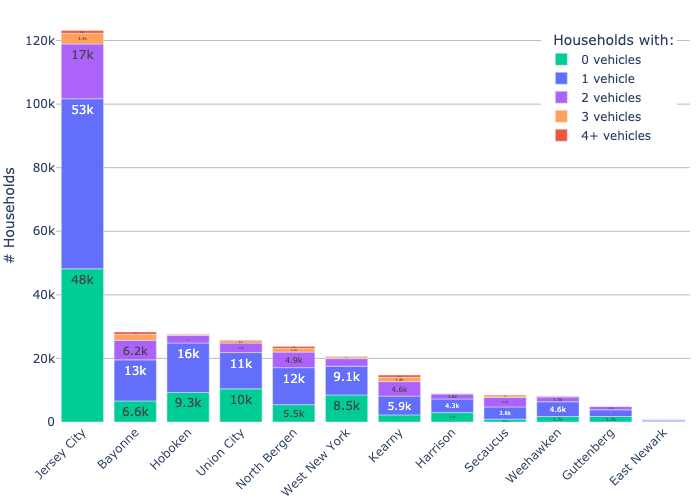 Households with:
0 vehicles
1 vehicle
2 vehicles
3 vehicles
4+ vehicles
# Households
120k
100k
80k
60k
40k
20k
0
17k
53k
48k
6.2k
13k
6.6k
16k
9.3k
11k
10k
4.9k
12k
5.5k
9.1k
8.5k
4.6k
5.9k
4.3k
3.8k
4.6k
Jersey City
Bayonne
Hoboken
Union City
North Bergen
West New York
Kearny
Harrison
Secaucus
Weehawken
Guttenberg
East Newark